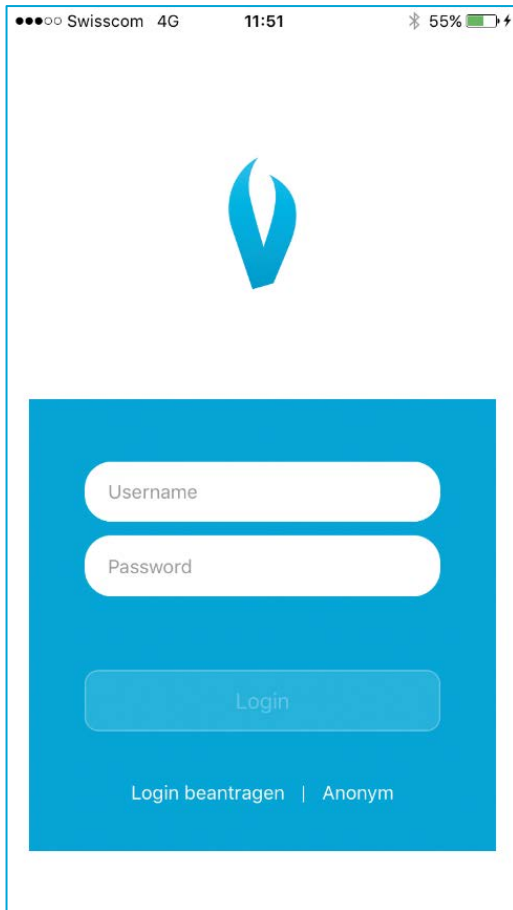 Swisscom 4G 11:51 55%
Username
Password
Login
Login beantragen | Anonym